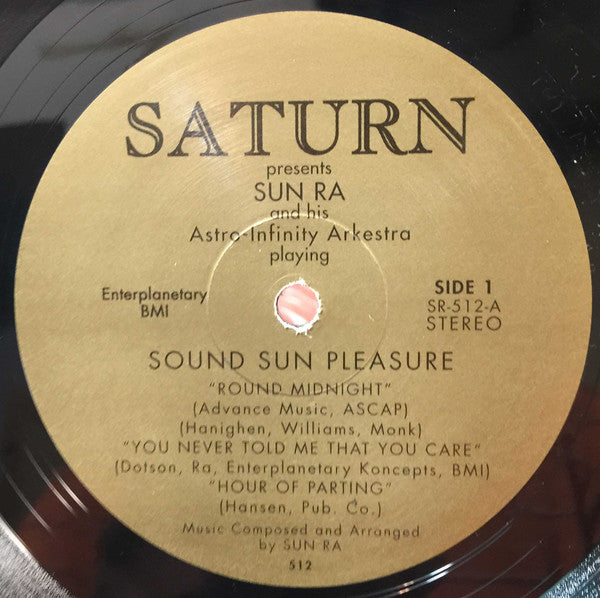 SATURN
presents
SUN RA
and his
Astro-Infinity Arkestra
playing
Enterplanetary
BMI
SIDE 1
SR-512-A
STEREO
SOUND SUN PLEASURE
"ROUND MIDNIGHT"
(Advance Music, ASCAP)
(Hanighen, Williams, Monk)
"YOU NEVER TOLD ME THAT YOU CARE"
(Dotson, Ra, Enterplanetary Koncepts, BMI)
"HOUR OF PARTING"
(Hansen, Pub. Co.)
Music Composed and Arranged
by SUN RA
512